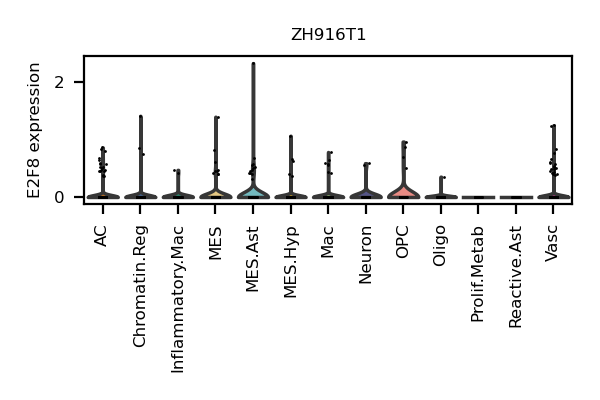 ZH916T1
E2F8 expression
2
0
AC
Chromatin.Reg
Inflammatory.Mac
MES
MES.Ast
MES.Hyp
Mac
Neuron
OPC
Oligo
Prolif.Metab
Reactive.Ast
Vasc